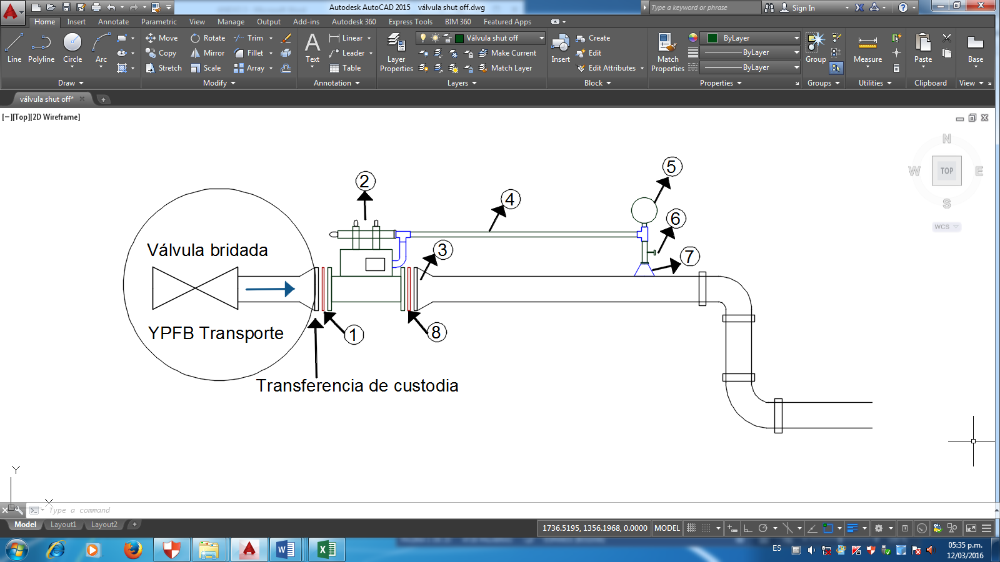 Autodesk AutoCAD 2015 válvula shut off.dwg
Type a keyword or phrase
Sign In
Home Insert Annotate Parametric View Manage Output Add-ins Autodesk 360 Express Tools BIM 360 Featured Apps
Line Polyline Circle Arc
Move Rotate Trim
Copy Mirror Fillet
Stretch Scale Array
Text
Linear
Leader
Table
Layer Properties
Válvula shut off
Make Current
Match Layer
Insert
Create
Edit
Edit Attributes
Match Properties
ByLayer
ByLayer
ByLayer
Group
Measure
Paste
Base
Draw Modify Annotation Layers Block Properties Groups Utilities Clipboard View
válvula shut off*
[−][Top][2D Wireframe]
N
W TOP E
S
WCS
5
2
4
6
3
7
Válvula bridada
YPFB Transporte
1
8
Transferencia de custodia
Y
X
Type a command
Model Layout1 Layout2
1736.5195, 1356.1968, 0.0000 MODEL
ES
05:35 p.m.
12/03/2016